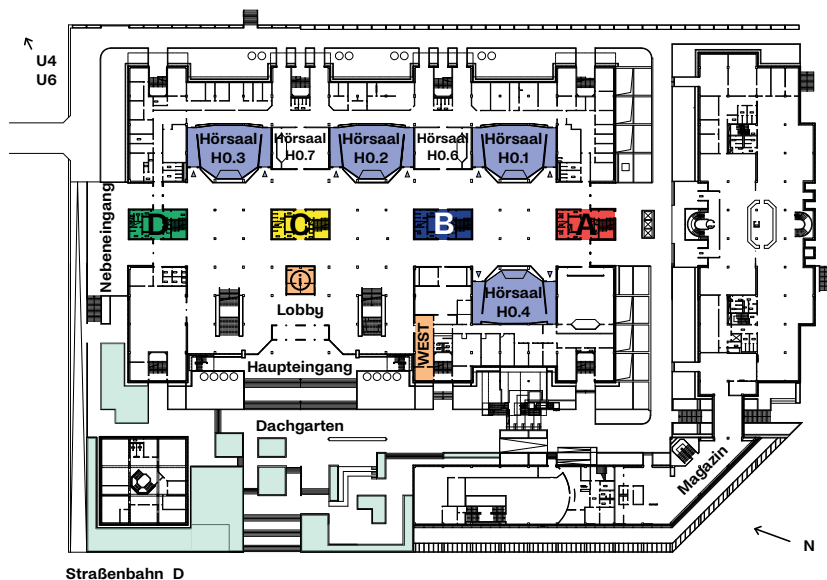 U4
U6
Hörsaal
H0.3
Hörsaal
H0.7
Hörsaal
H0.2
Hörsaal
H0.6
Hörsaal
H0.1
Nebeneingang
D
C
B
A
i
Lobby
Hörsaal
H0.4
WEST
Haupteingang
Dachgarten
Magazin
N
Straßenbahn D